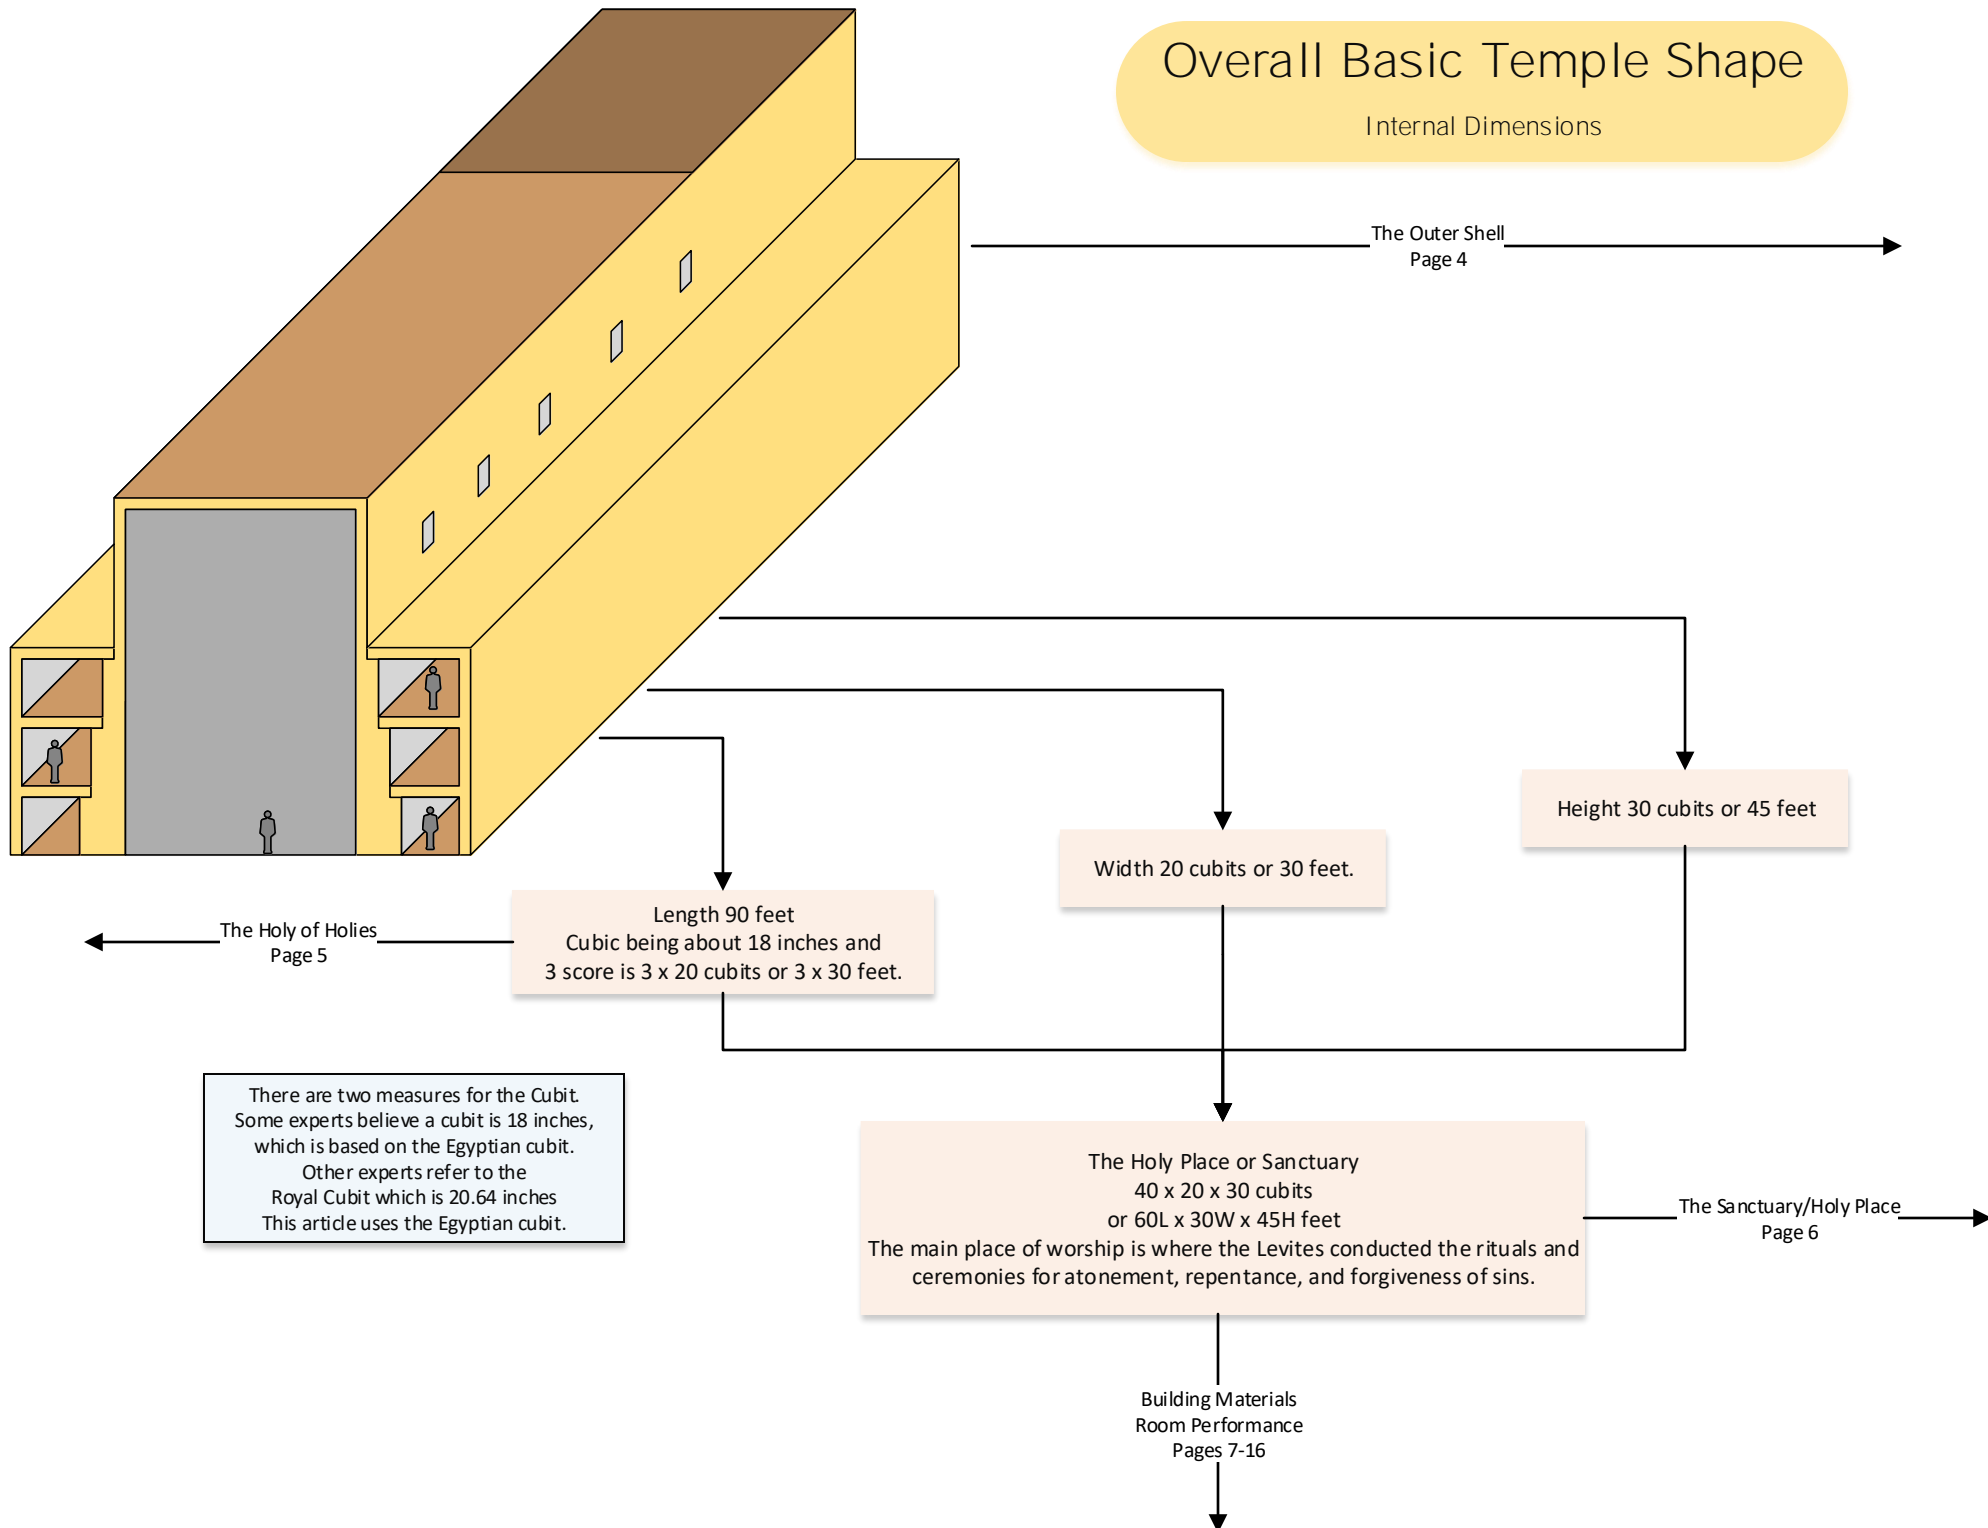 Overall Basic Temple Shape
Internal Dimensions
The Outer Shell
Page 4
Height 30 cubits or 45 feet
Width 20 cubits or 30 feet.
Length 90 feet
Cubic being about 18 inches and
3 score is 3 x 20 cubits or 3 x 30 feet.
The Holy of Holies
Page 5
There are two measures for the Cubit.
Some experts believe a cubit is 18 inches,
which is based on the Egyptian cubit.
Other experts refer to the
Royal Cubit which is 20.64 inches
This article uses the Egyptian cubit.
The Holy Place or Sanctuary
40 x 20 x 30 cubits
or 60L x 30W x 45H feet
The main place of worship is where the Levites conducted the rituals and
ceremonies for atonement, repentance, and forgiveness of sins.
The Sanctuary/Holy Place
Page 6
Building Materials
Room Performance
Pages 7-16